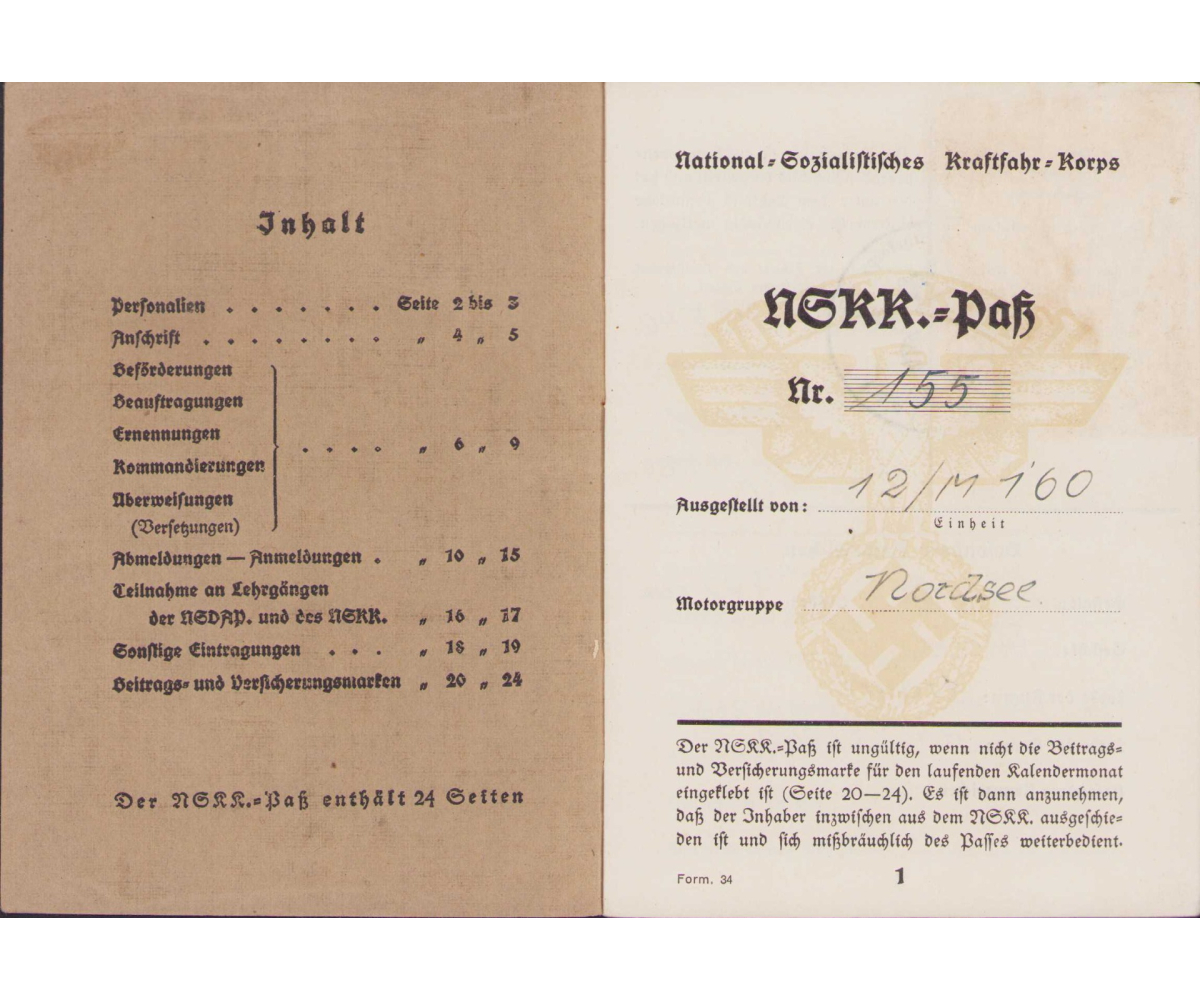 Inhalt
Personalien . . . . . . . Seite 2 bis 3
Anschrift . . . . . . . . „ 4 „ 5
Beförderungen
Beauftragungen
Ernennungen
. . . . „ 6 „ 9
Kommandierungen
Überweisungen
(Versetzungen)
Abmeldungen — Anmeldungen . „ 10 „ 15
Teilnahme an Lehrgängen
der NSDAP. und des NSKK. „ 16 „ 17
Sonstige Eintragungen . . . „ 18 „ 19
Beitrags- und Versicherungsmarken „ 20 „ 24
Der NSKK.-Paß enthält 24 Seiten
National-Sozialistisches Kraftfahr-Korps
NSKK.-Paß
Nr. 155
Ausgestellt von: 12/M 160
Einheit
Motorgruppe Nordsee.
Der NSKK.-Paß ist ungültig, wenn nicht die Beitrags-
und Versicherungsmarke für den laufenden Kalendermonat
eingeklebt ist (Seite 20—24). Es ist dann anzunehmen,
daß der Inhaber inzwischen aus dem NSKK. ausgeschie-
den ist und sich mißbräuchlich des Passes weiterbedient.
Form. 34
1